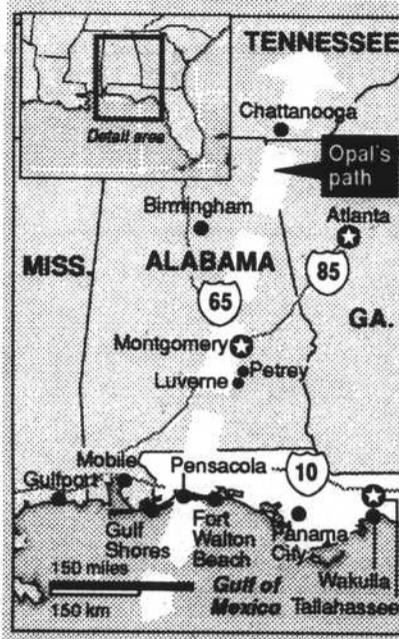 TENNESSEE
Detail area
Chattanooga
Opal's
path
Birmingham
Atlanta
MISS.
ALABAMA
85
65
GA.
Montgomery
Petrey
Luverne
Mobile
Pensacola
10
Gulfport
Gulf
Shores
Fort
Walton
Beach
Panama
City
Wakulla
150 miles
150 km
Gulf of
Mexico
Tallahassee